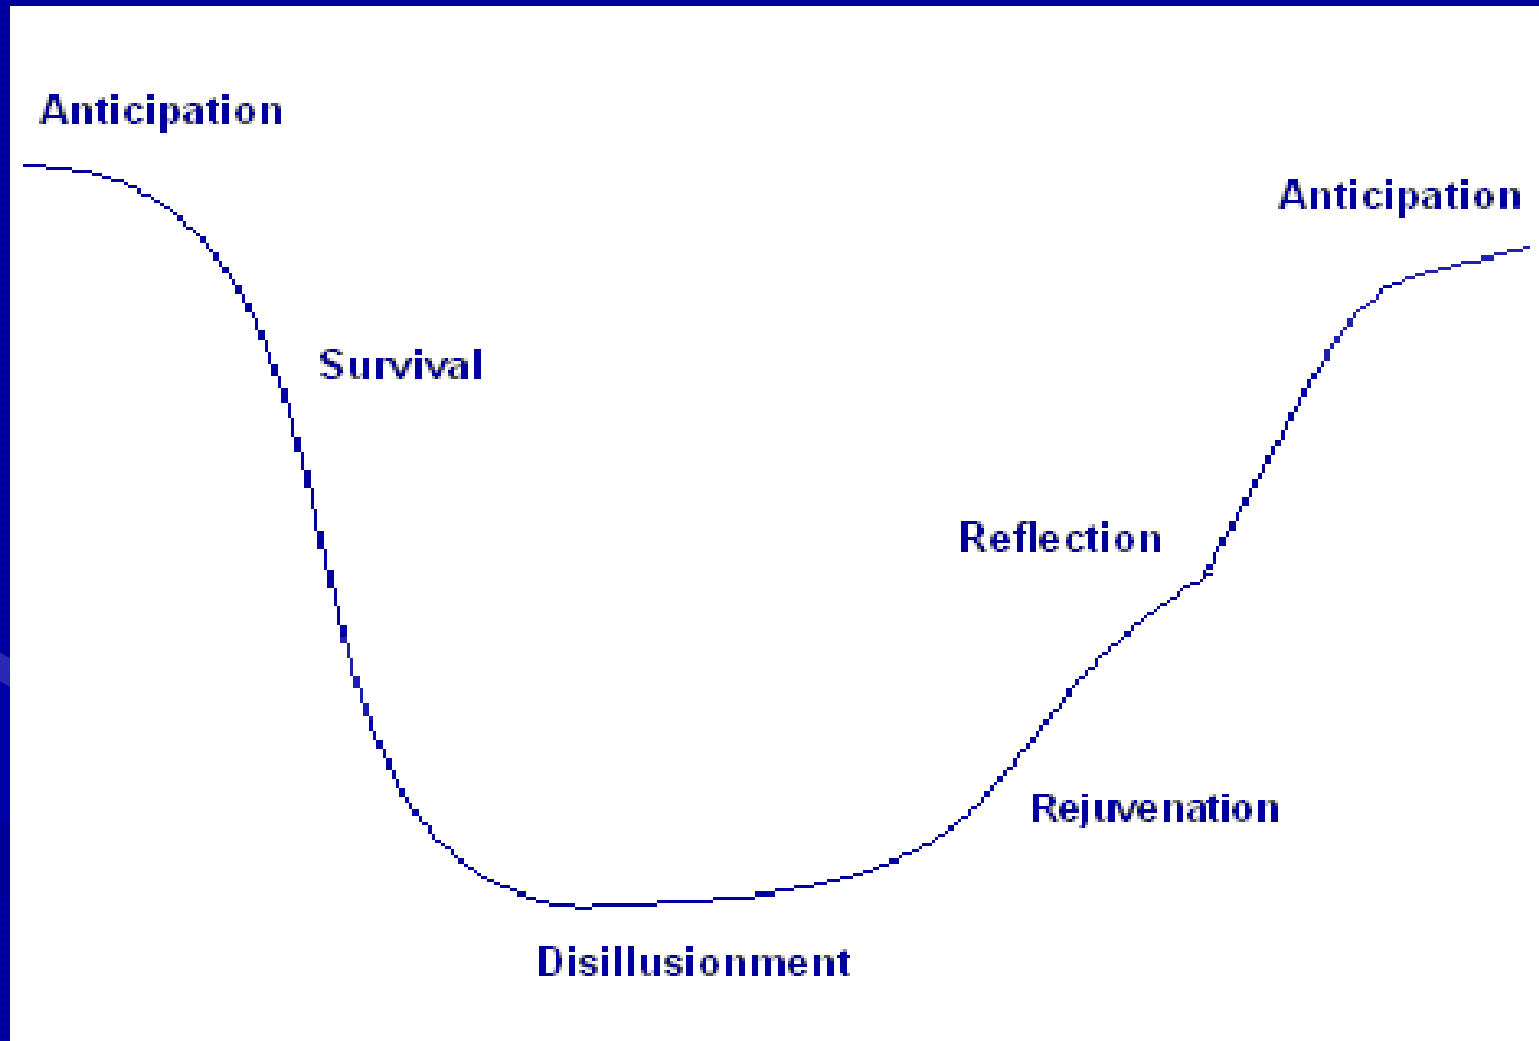 Anticipation
Anticipation
Survival
Reflection
Rejuvenation
Disillusionment